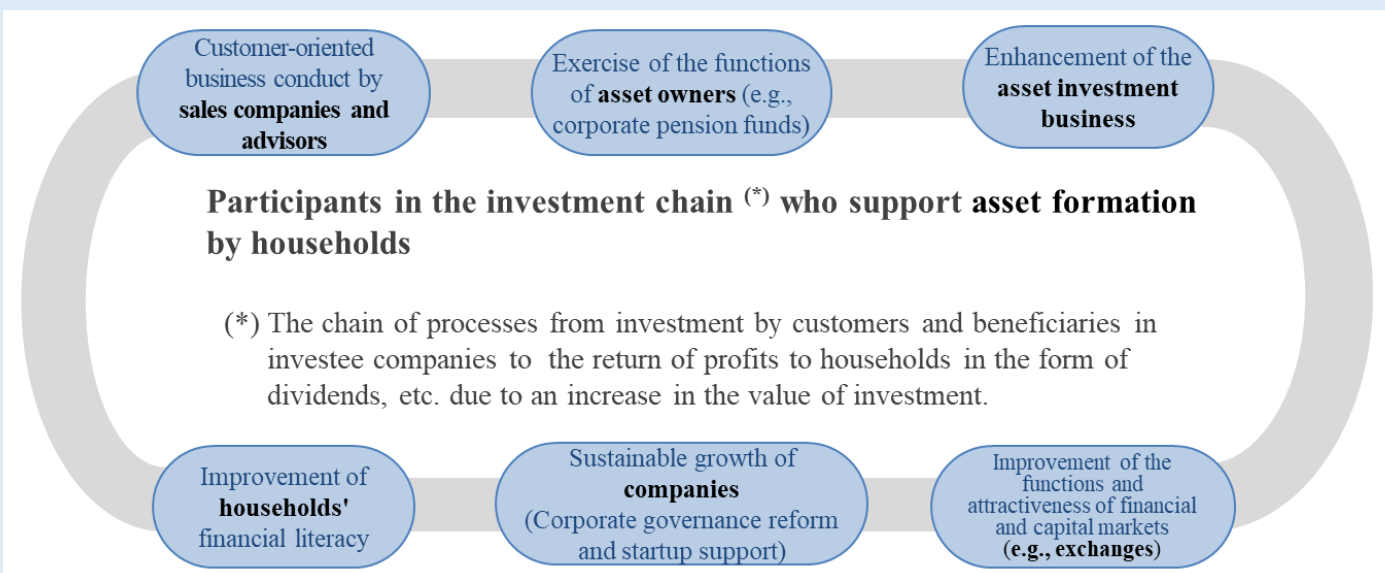 Customer-oriented
business conduct by
sales companies and
advisors
Exercise of the functions
of asset owners (e.g.,
corporate pension funds)
Enhancement of the
asset investment
business
Participants in the investment chain (*) who support asset formation
by households
(*) The chain of processes from investment by customers and beneficiaries in
investee companies to the return of profits to households in the form of
dividends, etc. due to an increase in the value of investment.
Improvement of
households'
financial literacy
Sustainable growth of
companies
(Corporate governance reform
and startup support)
Improvement of the
functions and
attractiveness of financial
and capital markets
(e.g., exchanges)